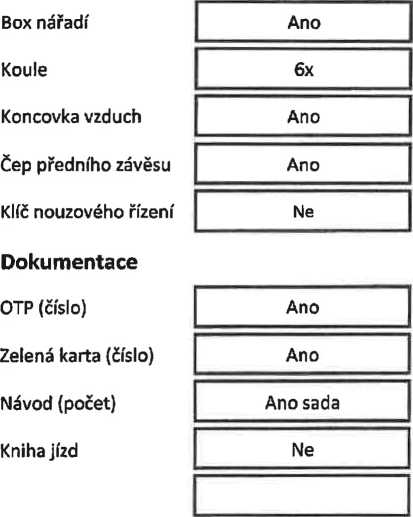 Box nářadí Ano
Koule 6x
Koncovka vzduch Ano
Čep předního závěsu Ano
Klíč nouzového řízení Ne
Dokumentace
OTP (číslo) Ano
Zelená karta (číslo) Ano
Návod (počet) Ano sada
Kniha jízd Ne